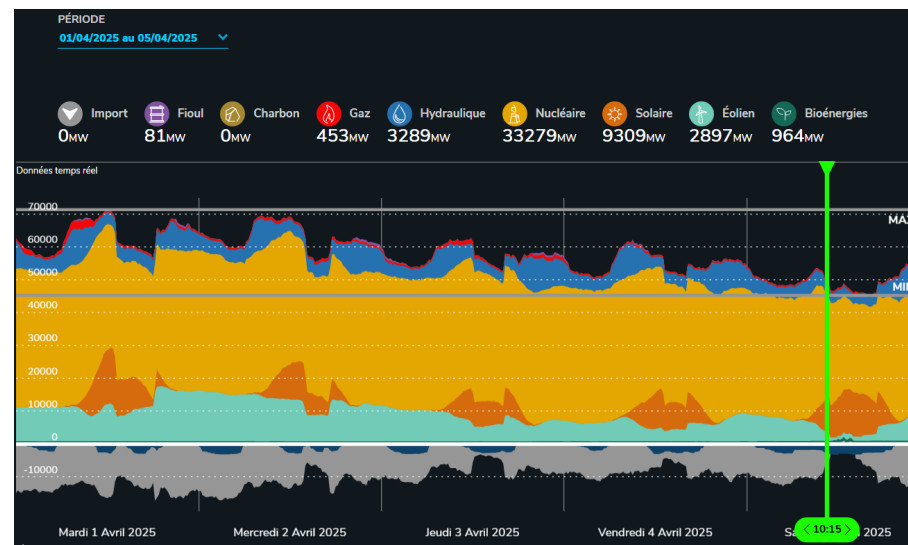 PÉRIODE
01/04/2025 au 05/04/2025
Import Fioul Charbon Gaz Hydraulique Nucléaire Solaire Éolien Bioénergies
0MW 81MW 0MW 453MW 3289MW 33279MW 9309MW 2897MW 964MW
Données temps réel
70000
MA
60000
50000
MI
40000
30000
20000
10000
0
-10000
Mardi 1 Avril 2025 Mercredi 2 Avril 2025 Jeudi 3 Avril 2025 Vendredi 4 Avril 2025 Sa < 10:15 > 2025